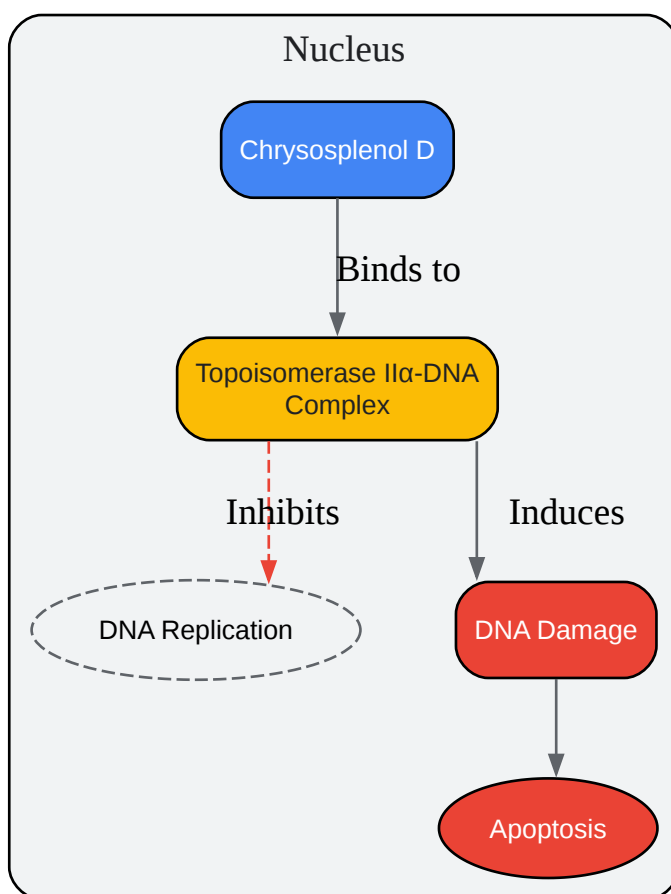 Nucleus
Chrysosplenol D
Binds to
Topoisomerase IIα-DNA
Complex
Inhibits
Induces
DNA Replication
DNA Damage
Apoptosis